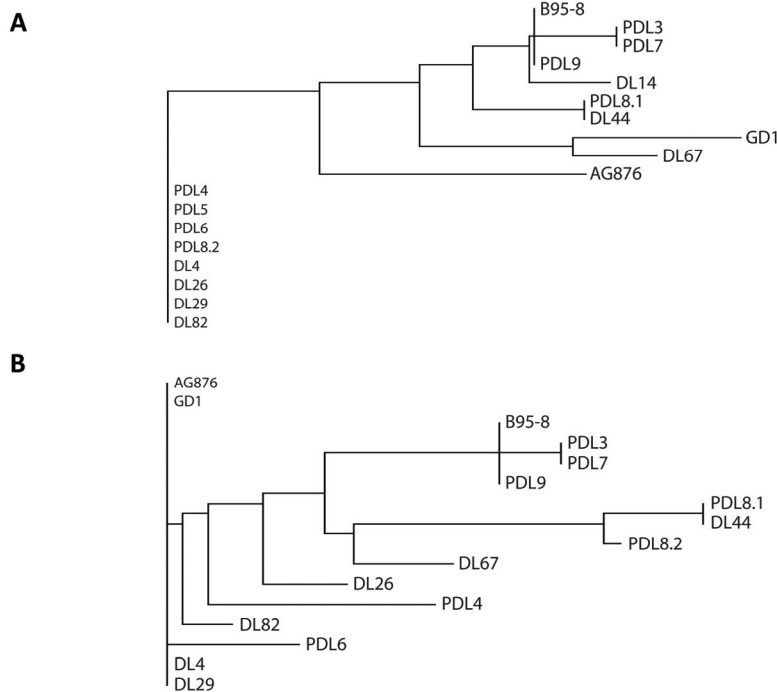 A
B95-8
PDL3
PDL7
PDL9
DL14
PDL8.1
DL44
GD1
DL67
AG876
PDL4
PDL5
PDL6
PDL8.2
DL4
DL26
DL29
DL82
B
AG876
GD1
B95-8
PDL3
PDL7
PDL9
PDL8.1
DL44
PDL8.2
DL67
DL26
PDL4
DL82
PDL6
DL4
DL29